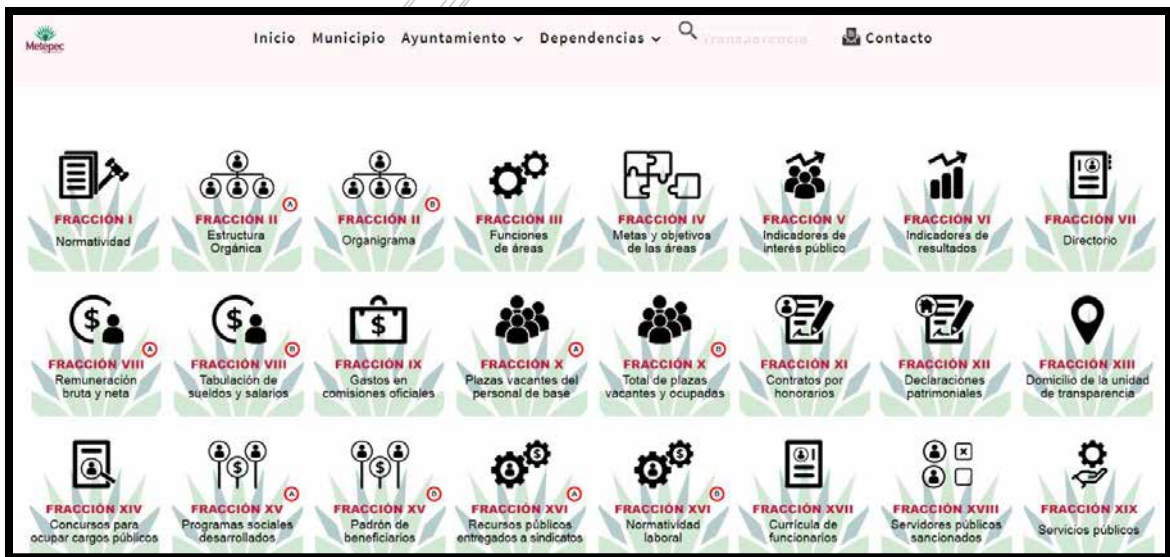 Metepec
Inicio Municipio Ayuntamiento Dependencias Transparencia Contacto
FRACCIÓN I
Normatividad
A
FRACCIÓN II
Estructura
Orgánica
B
FRACCIÓN II
Organigrama
FRACCIÓN III
Funciones
de áreas
FRACCIÓN IV
Metas y objetivos
de las áreas
FRACCIÓN V
Indicadores de
interés público
FRACCIÓN VI
Indicadores de
resultados
FRACCIÓN VII
Directorio
A
FRACCIÓN VIII
Remuneración
bruta y neta
B
FRACCIÓN VIII
Tabulación de
sueldos y salarios
FRACCIÓN IX
Gastos en
comisiones oficiales
A
FRACCIÓN X
Plazas vacantes del
personal de base
B
FRACCIÓN X
Total de plazas
vacantes y ocupadas
FRACCIÓN XI
Contratos por
honorarios
FRACCIÓN XII
Declaraciones
patrimoniales
FRACCIÓN XIII
Domicilio de la unidad
de transparencia
FRACCIÓN XIV
Concursos para
ocupar cargos públicos
A
FRACCIÓN XV
Programas sociales
desarrollados
B
FRACCIÓN XV
Padrón de
beneficiarios
A
FRACCIÓN XVI
Recursos públicos
entregados a sindicatos
B
FRACCIÓN XVI
Normatividad
laboral
FRACCIÓN XVII
Currícula de
funcionarios
FRACCIÓN XVIII
Servidores públicos
sancionados
FRACCIÓN XIX
Servicios públicos